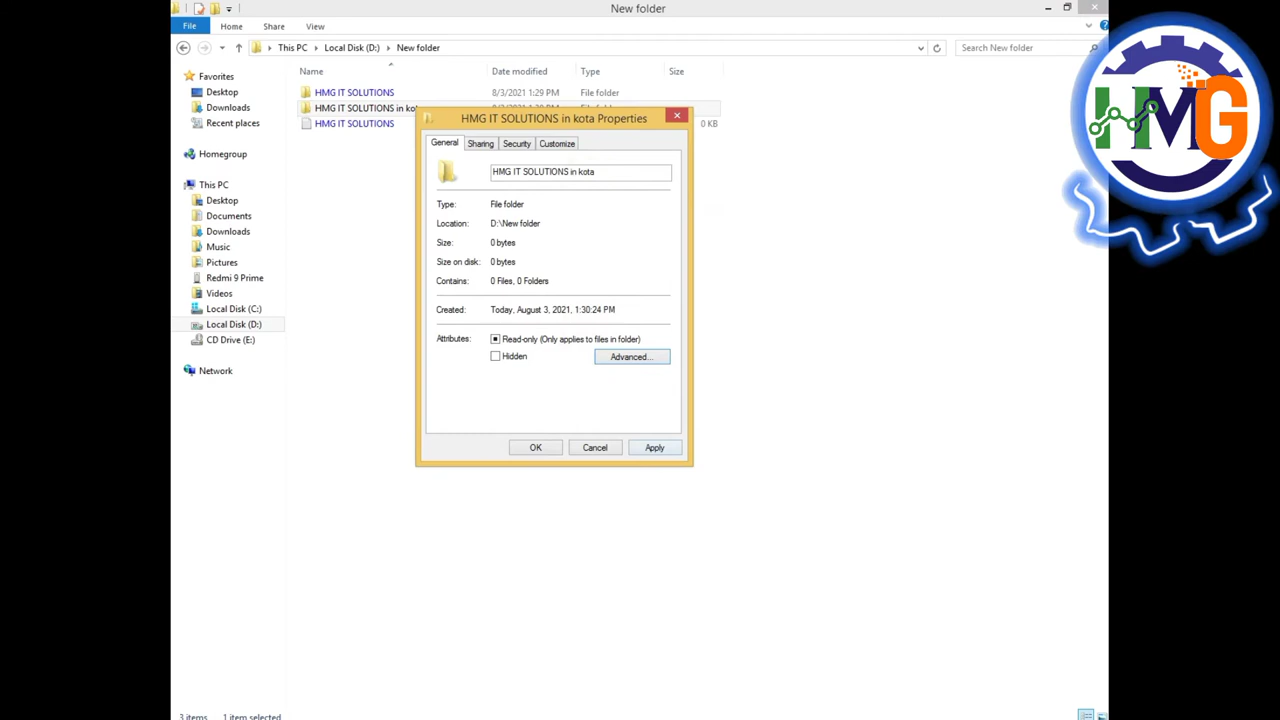 New folder
File Home Share View
This PC Local Disk (D:) New folder
Search New folder
Name Date modified Type Size
Favorites
Desktop
Downloads
Recent places
Homegroup
This PC
Desktop
Documents
Downloads
Music
Pictures
Redmi 9 Prime
Videos
Local Disk (C:)
Local Disk (D:)
CD Drive (E:)
Network
HMG IT SOLUTIONS 8/3/2021 1:29 PM File folder
HMG IT SOLUTIONS in
HMG IT SOLUTIONS 0 KB
HMG IT SOLUTIONS in kota Properties
General Sharing Security Customize
HMG IT SOLUTIONS in kota
Type: File folder
Location: D:\New folder
Size: 0 bytes
Size on disk: 0 bytes
Contains: 0 Files, 0 Folders
Created: Today, August 3, 2021, 1:30:24 PM
Attributes: Read-only (Only applies to files in folder)
Hidden Advanced...
OK Cancel Apply
3 items 1 item selected
HMG